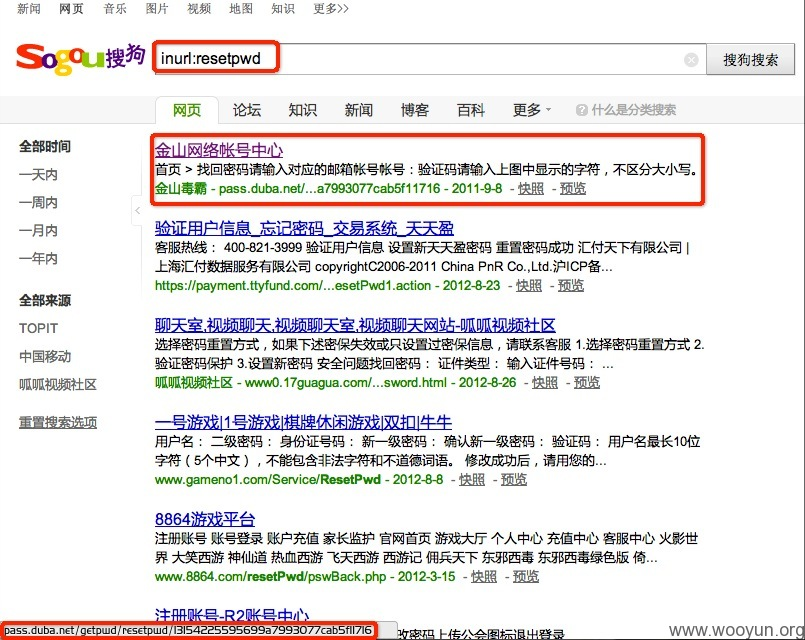 新闻 网页 音乐 图片 视频 地图 知识 更多>>
Sogou搜狗 inurl:resetpwd 搜狗搜索
网页 论坛 知识 新闻 博客 百科 更多 什么是分类搜索
全部时间
一天内
一周内
一月内
一年内
全部来源
TOPIT
中国移动
呱呱视频社区
重置搜索选项
金山网络帐号中心
首页 > 找回密码请输入对应的邮箱帐号帐号：验证码请输入上图中显示的字符，不区分大小写。
金山毒霸 - pass.duba.net/...a7993077cab5f11716 - 2011-9-8 - 快照 - 预览
验证用户信息_忘记密码_交易系统_天天盈
客服热线： 400-821-3999 验证用户信息 设置新天天盈密码 重置密码成功 汇付天下有限公司 |
上海汇付数据服务有限公司 copyrightC2006-2011 China PnR Co.,Ltd.沪ICP备...
https://payment.ttyfund.com/...esetPwd1.action - 2012-8-23 - 快照 - 预览
聊天室,视频聊天,视频聊天室,视频聊天网站-呱呱视频社区
选择密码重置方式，如果下述密保失效或只设置过密保信息，请联系客服 1.选择密码重置方式 2.
验证密码保护 3.设置新密码 安全问题找回密码： 证件类型： 输入证件号码： ...
呱呱视频社区 - www0.17guagua.com/...sword.html - 2012-8-26 - 快照 - 预览
一号游戏|1号游戏|棋牌休闲游戏|双扣|牛牛
用户名： 二级密码： 身份证号码： 新一级密码： 确认新一级密码： 验证码： 用户名最长10位
字符（5个中文），不能包含非法字符和不道德词语。 修改成功后，请用您的...
www.gameno1.com/Service/ResetPwd - 2012-8-8 - 快照 - 预览
8864游戏平台
注册账号 账号登录 账户充值 家长监护 官网首页 游戏大厅 个人中心 充值中心 客服中心 火影世
界 大笑西游 神仙道 热血西游 飞天西游 西游记 佣兵天下 东邪西毒 东邪西毒绿色版 倚...
www.8864.com/resetPwd/pswBack.php - 2012-3-15 - 快照 - 预览
注册账号-R2账号中心
pass.duba.net/getpwd/resetpwd/1315422559569 9a7993077cab5f11716
改密码上传公会图标退出登录
www.wooyun.org